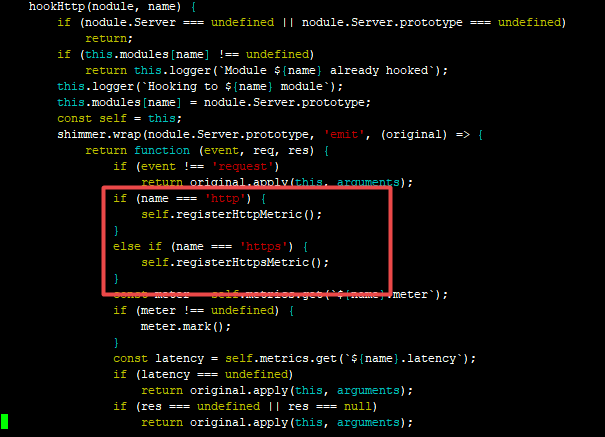 hookHttp(nodule, name) {
if (nodule.Server === undefined || nodule.Server.prototype === undefined)
return;
if (this.modules[name] !== undefined)
return this.logger(`Module ${name} already hooked`);
this.logger(`Hooking to ${name} module`);
this.modules[name] = nodule.Server.prototype;
const self = this;
shimmer.wrap(nodule.Server.prototype, 'emit', (original) => {
return function (event, req, res) {
if (event !== 'request')
return original.apply(this, arguments);
if (name === 'http') {
self.registerHttpMetric();
}
else if (name === 'https') {
self.registerHttpsMetric();
}
const meter = self.metrics.get(`${name}.meter`);
if (meter !== undefined) {
meter.mark();
}
const latency = self.metrics.get(`${name}.latency`);
if (latency === undefined)
return original.apply(this, arguments);
if (res === undefined || res === null)
return original.apply(this, arguments);